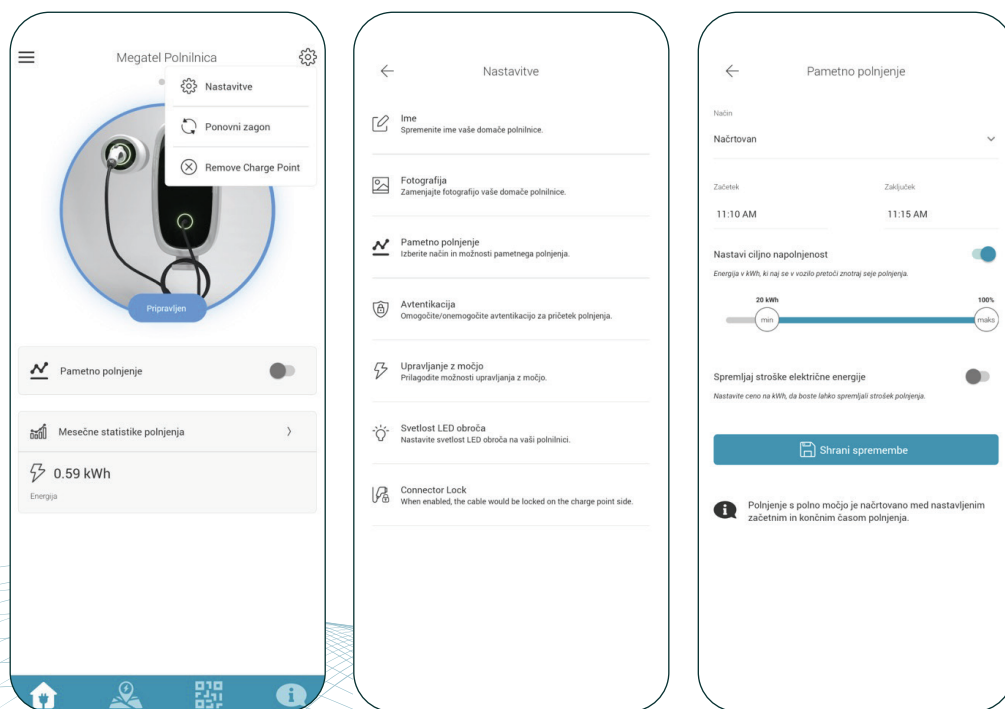 Megatel Polnilnica
Nastavitve
Ponovni zagon
Remove Charge Point
Pripravljen
Pametno polnjenje
Mesečne statistike polnjenja
0.59 kWh
Energija
Nastavitve
Ime
Spremenite ime vaše domače polnilnice.
Fotografija
Zamenjajte fotografijo vaše domače polnilnice.
Pametno polnjenje
Izberite način in možnosti pametnega polnjenja.
Avtentikacija
Omogočite/onemogočite avtentikacijo za pričetek polnjenja.
Upravljanje z močjo
Prilagodite možnosti upravljanja z močjo.
Svetlost LED obroča
Nastavite svetlost LED obroča na vaši polnilnici.
Connector Lock
When enabled, the cable would be locked on the charge point side.
Pametno polnjenje
Način
Načrtovan
Začetek Zaključek
11:10 AM 11:15 AM
Nastavi ciljno napolnjenost
Energija v kWh, ki naj se v vozilo pretoči znotraj seje polnjenja.
20 kWh 100%
min maks
Spremljaj stroške električne energije
Nastavite ceno na kWh, da boste lahko spremljali strošek polnjenja.
Shrani spremembe
Polnjenje s polno močjo je načrtovano med nastavljenim
začetnim in končnim časom polnjenja.